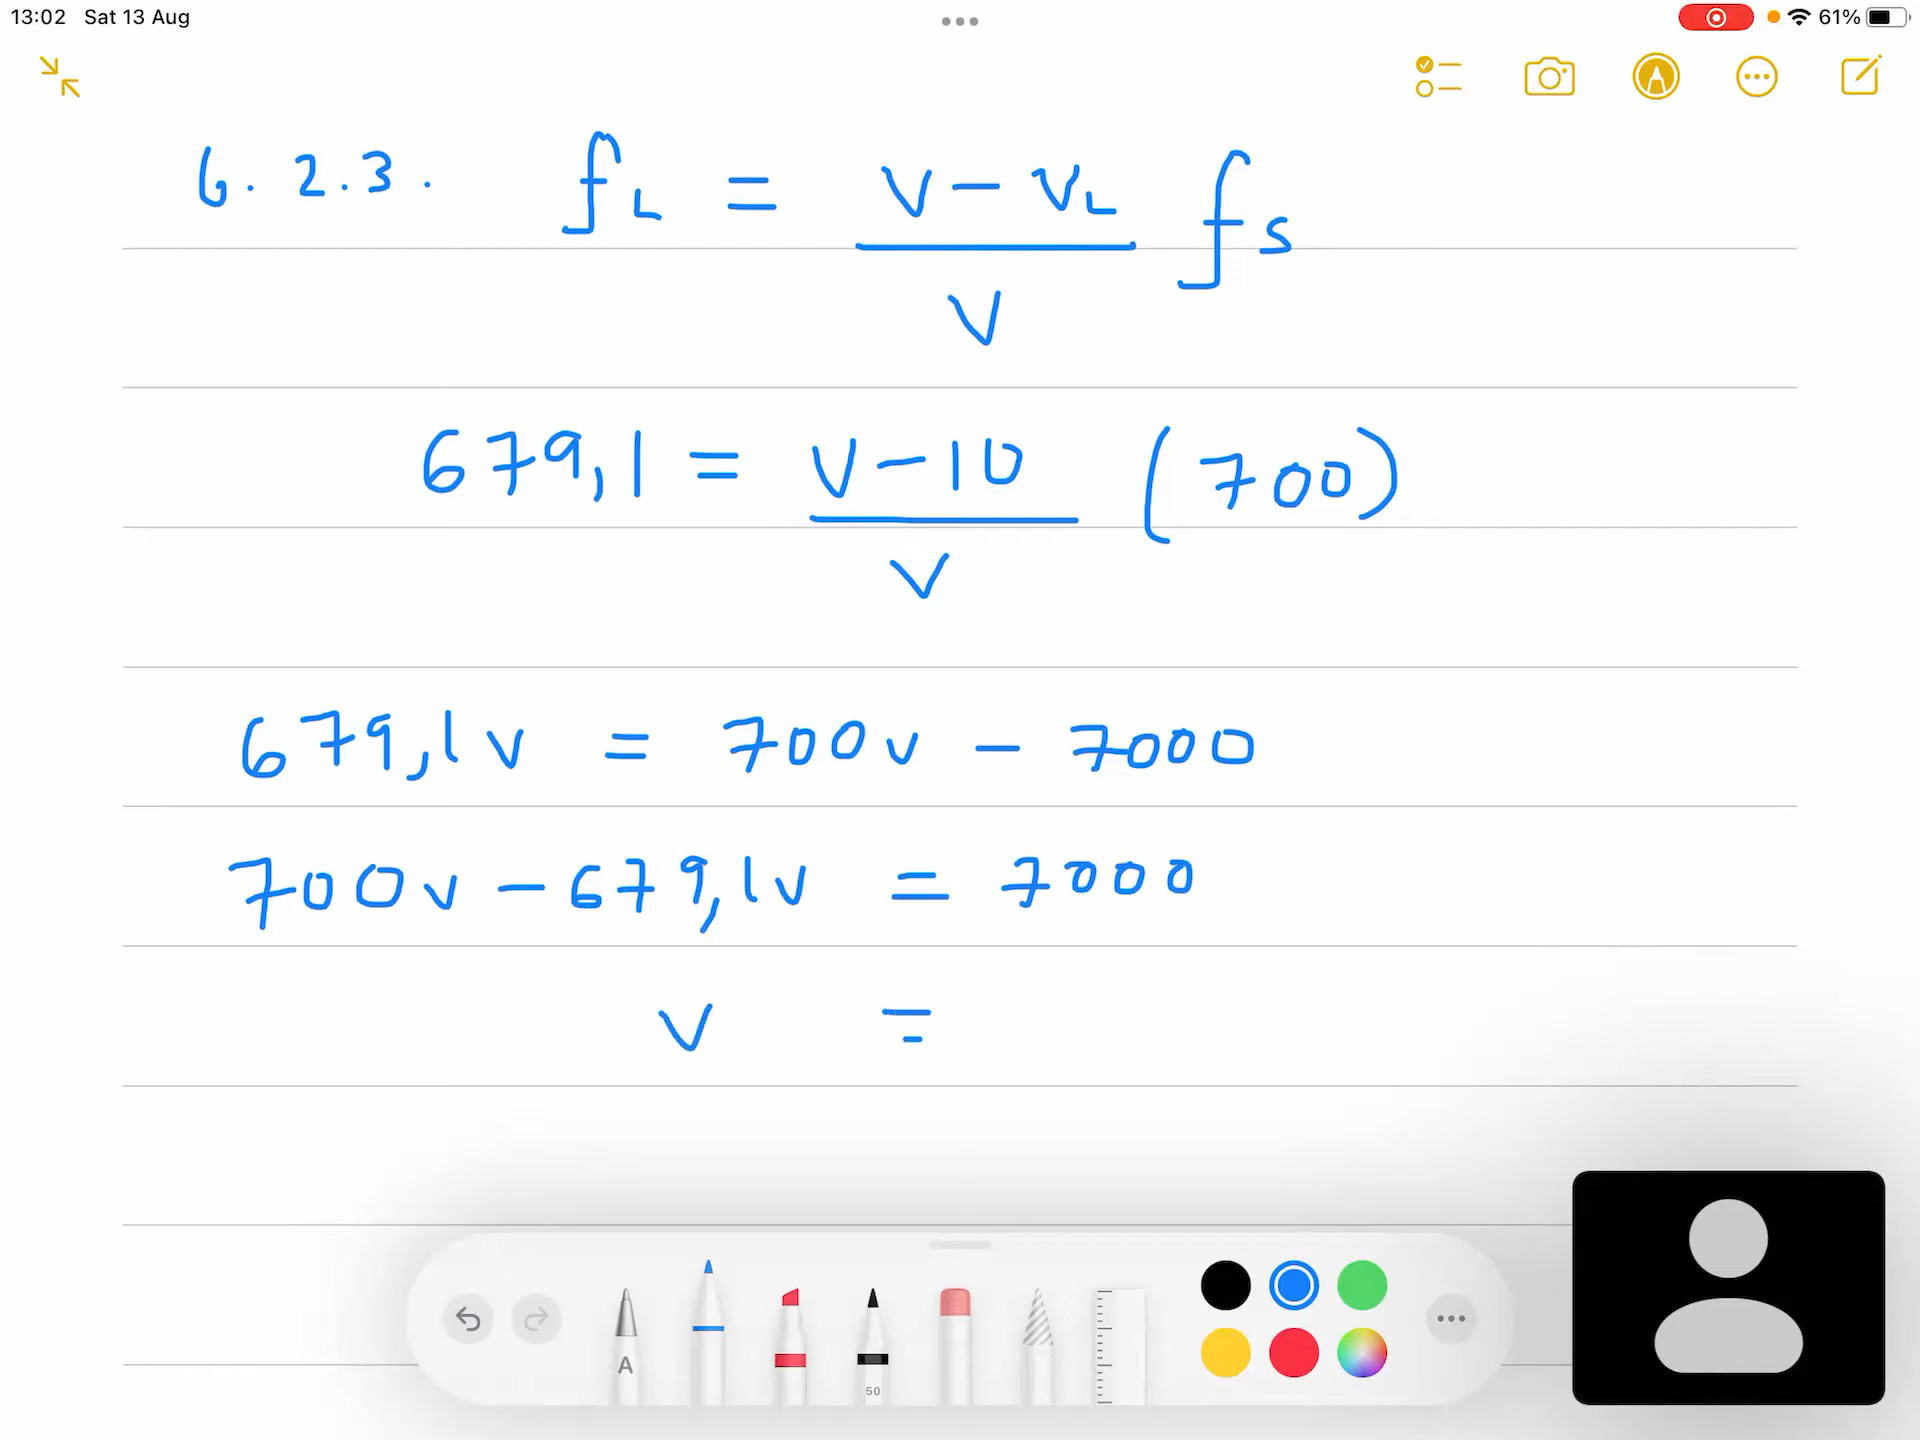 13:02 Sat 13 Aug
61%
6.2.3. fL = v - vL / v fs
679,1 = v - 10 / v (700)
679,1v = 700v - 7000
700v - 679,1v = 7000
v =
A
50